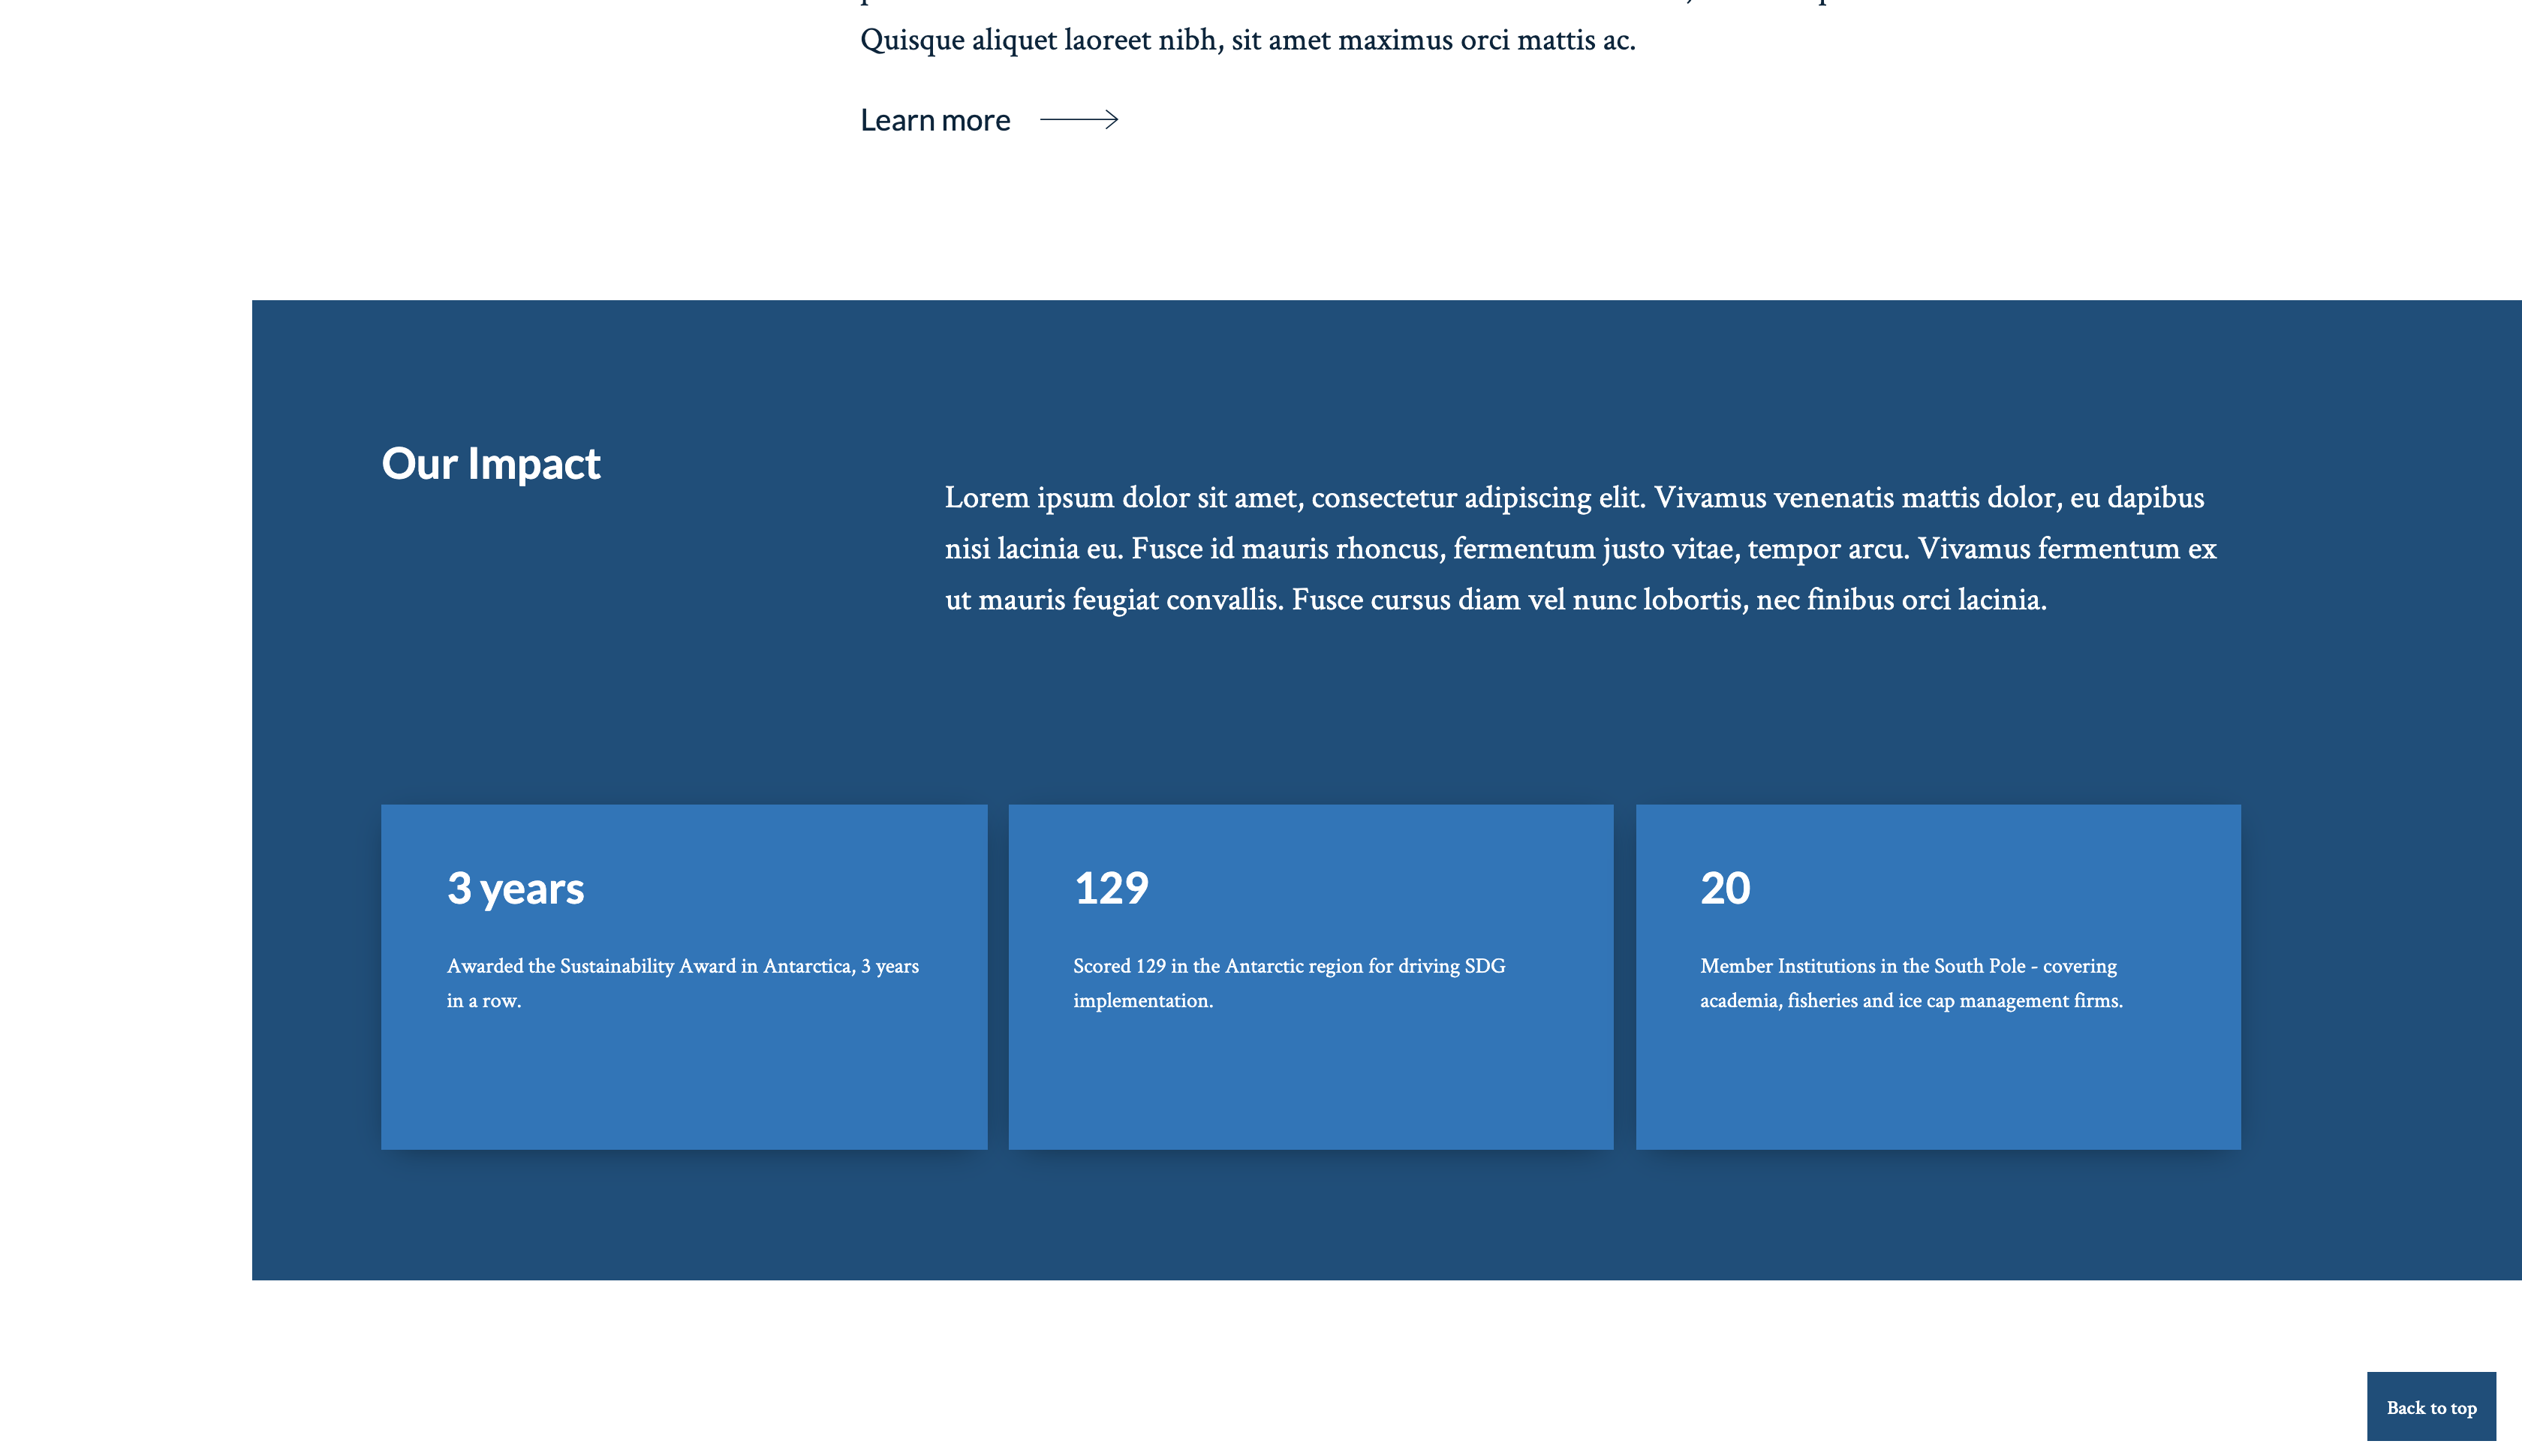 Quisque aliquet laoreet nibh, sit amet maximus orci mattis ac.
Learn more
Our Impact
Lorem ipsum dolor sit amet, consectetur adipiscing elit. Vivamus venenatis mattis dolor, eu dapibus
nisi lacinia eu. Fusce id mauris rhoncus, fermentum justo vitae, tempor arcu. Vivamus fermentum ex
ut mauris feugiat convallis. Fusce cursus diam vel nunc lobortis, nec finibus orci lacinia.
3 years
Awarded the Sustainability Award in Antarctica, 3 years
in a row.
129
Scored 129 in the Antarctic region for driving SDG
implementation.
20
Member Institutions in the South Pole - covering
academia, fisheries and ice cap management firms.
Back to top